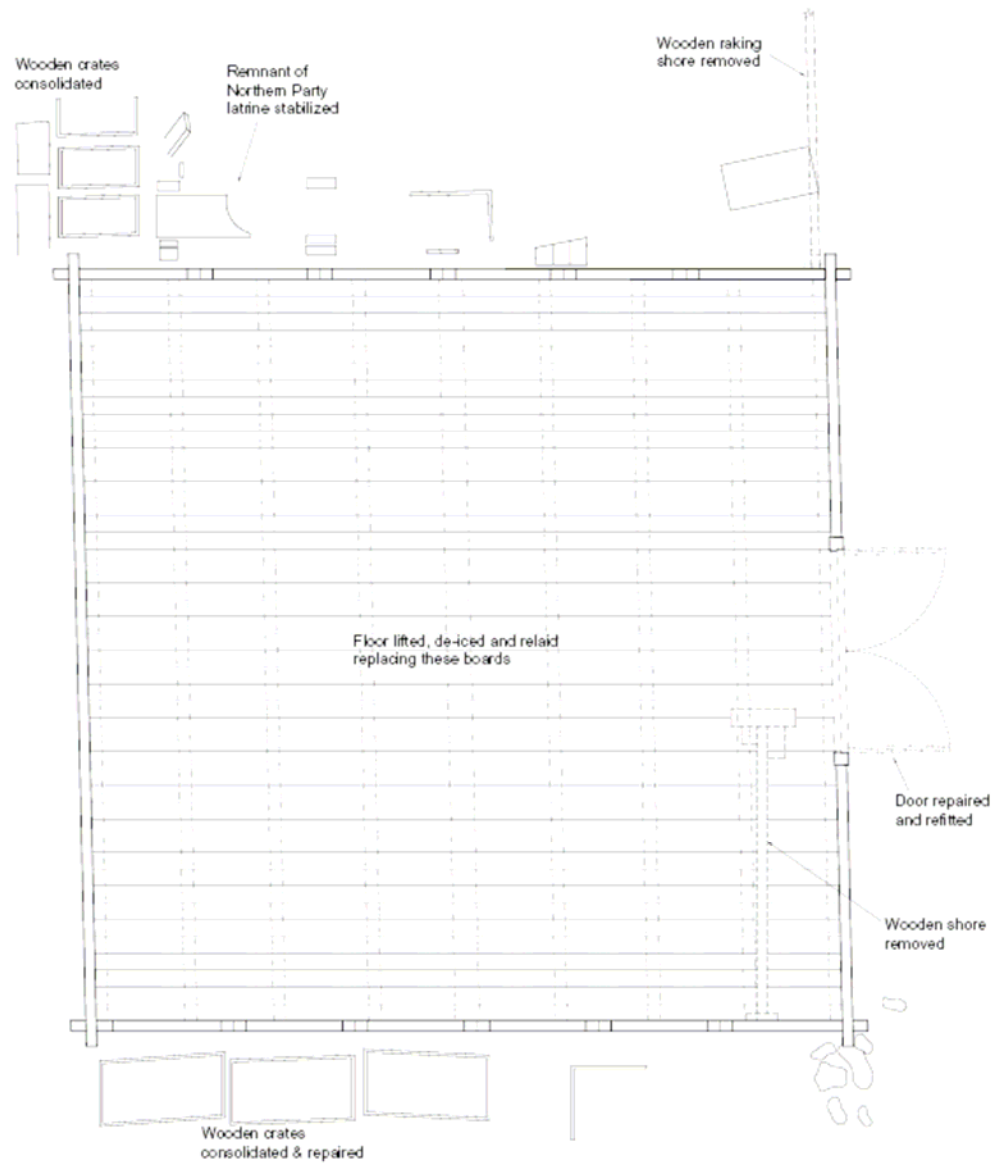 Wooden crates
consolidated
Remnant of
Northern Party
latrine stabilized
Wooden raking
shore removed
Floor lifted, de-iced and relaid
replacing these boards
Door repaired
and refitted
Wooden shore
removed
Wooden crates
consolidated & repaired